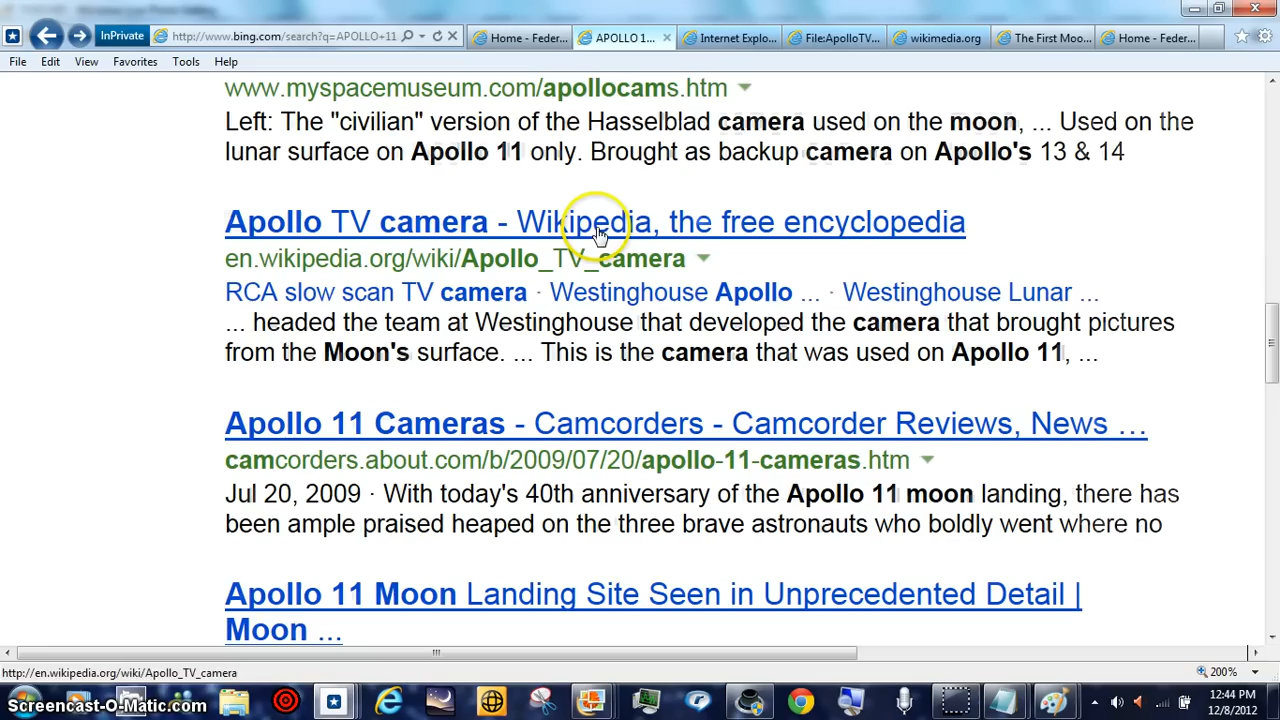 InPrivate
http://www.bing.com/search?q=APOLLO+11
Home - Feder...
APOLLO 1...
Internet Explo...
File:ApolloTV...
wikimedia.org
The First Moo...
Home - Feder...
File Edit View Favorites Tools Help
www.myspacemuseum.com/apollocams.htm
Left: The "civilian" version of the Hasselblad camera used on the moon, ... Used on the
lunar surface on Apollo 11 only. Brought as backup camera on Apollo's 13 & 14
Apollo TV camera - Wikipedia, the free encyclopedia
en.wikipedia.org/wiki/Apollo_TV_camera
RCA slow scan TV camera · Westinghouse Apollo ... · Westinghouse Lunar ...
... headed the team at Westinghouse that developed the camera that brought pictures
from the Moon's surface. ... This is the camera that was used on Apollo 11, ...
Apollo 11 Cameras - Camcorders - Camcorder Reviews, News ...
camcorders.about.com/b/2009/07/20/apollo-11-cameras.htm
Jul 20, 2009 · With today's 40th anniversary of the Apollo 11 moon landing, there has
been ample praised heaped on the three brave astronauts who boldly went where no
Apollo 11 Moon Landing Site Seen in Unprecedented Detail |
Moon ...
http://en.wikipedia.org/wiki/Apollo_TV_camera
200%
Screencast-O-Matic.com
12:44 PM
12/8/2012